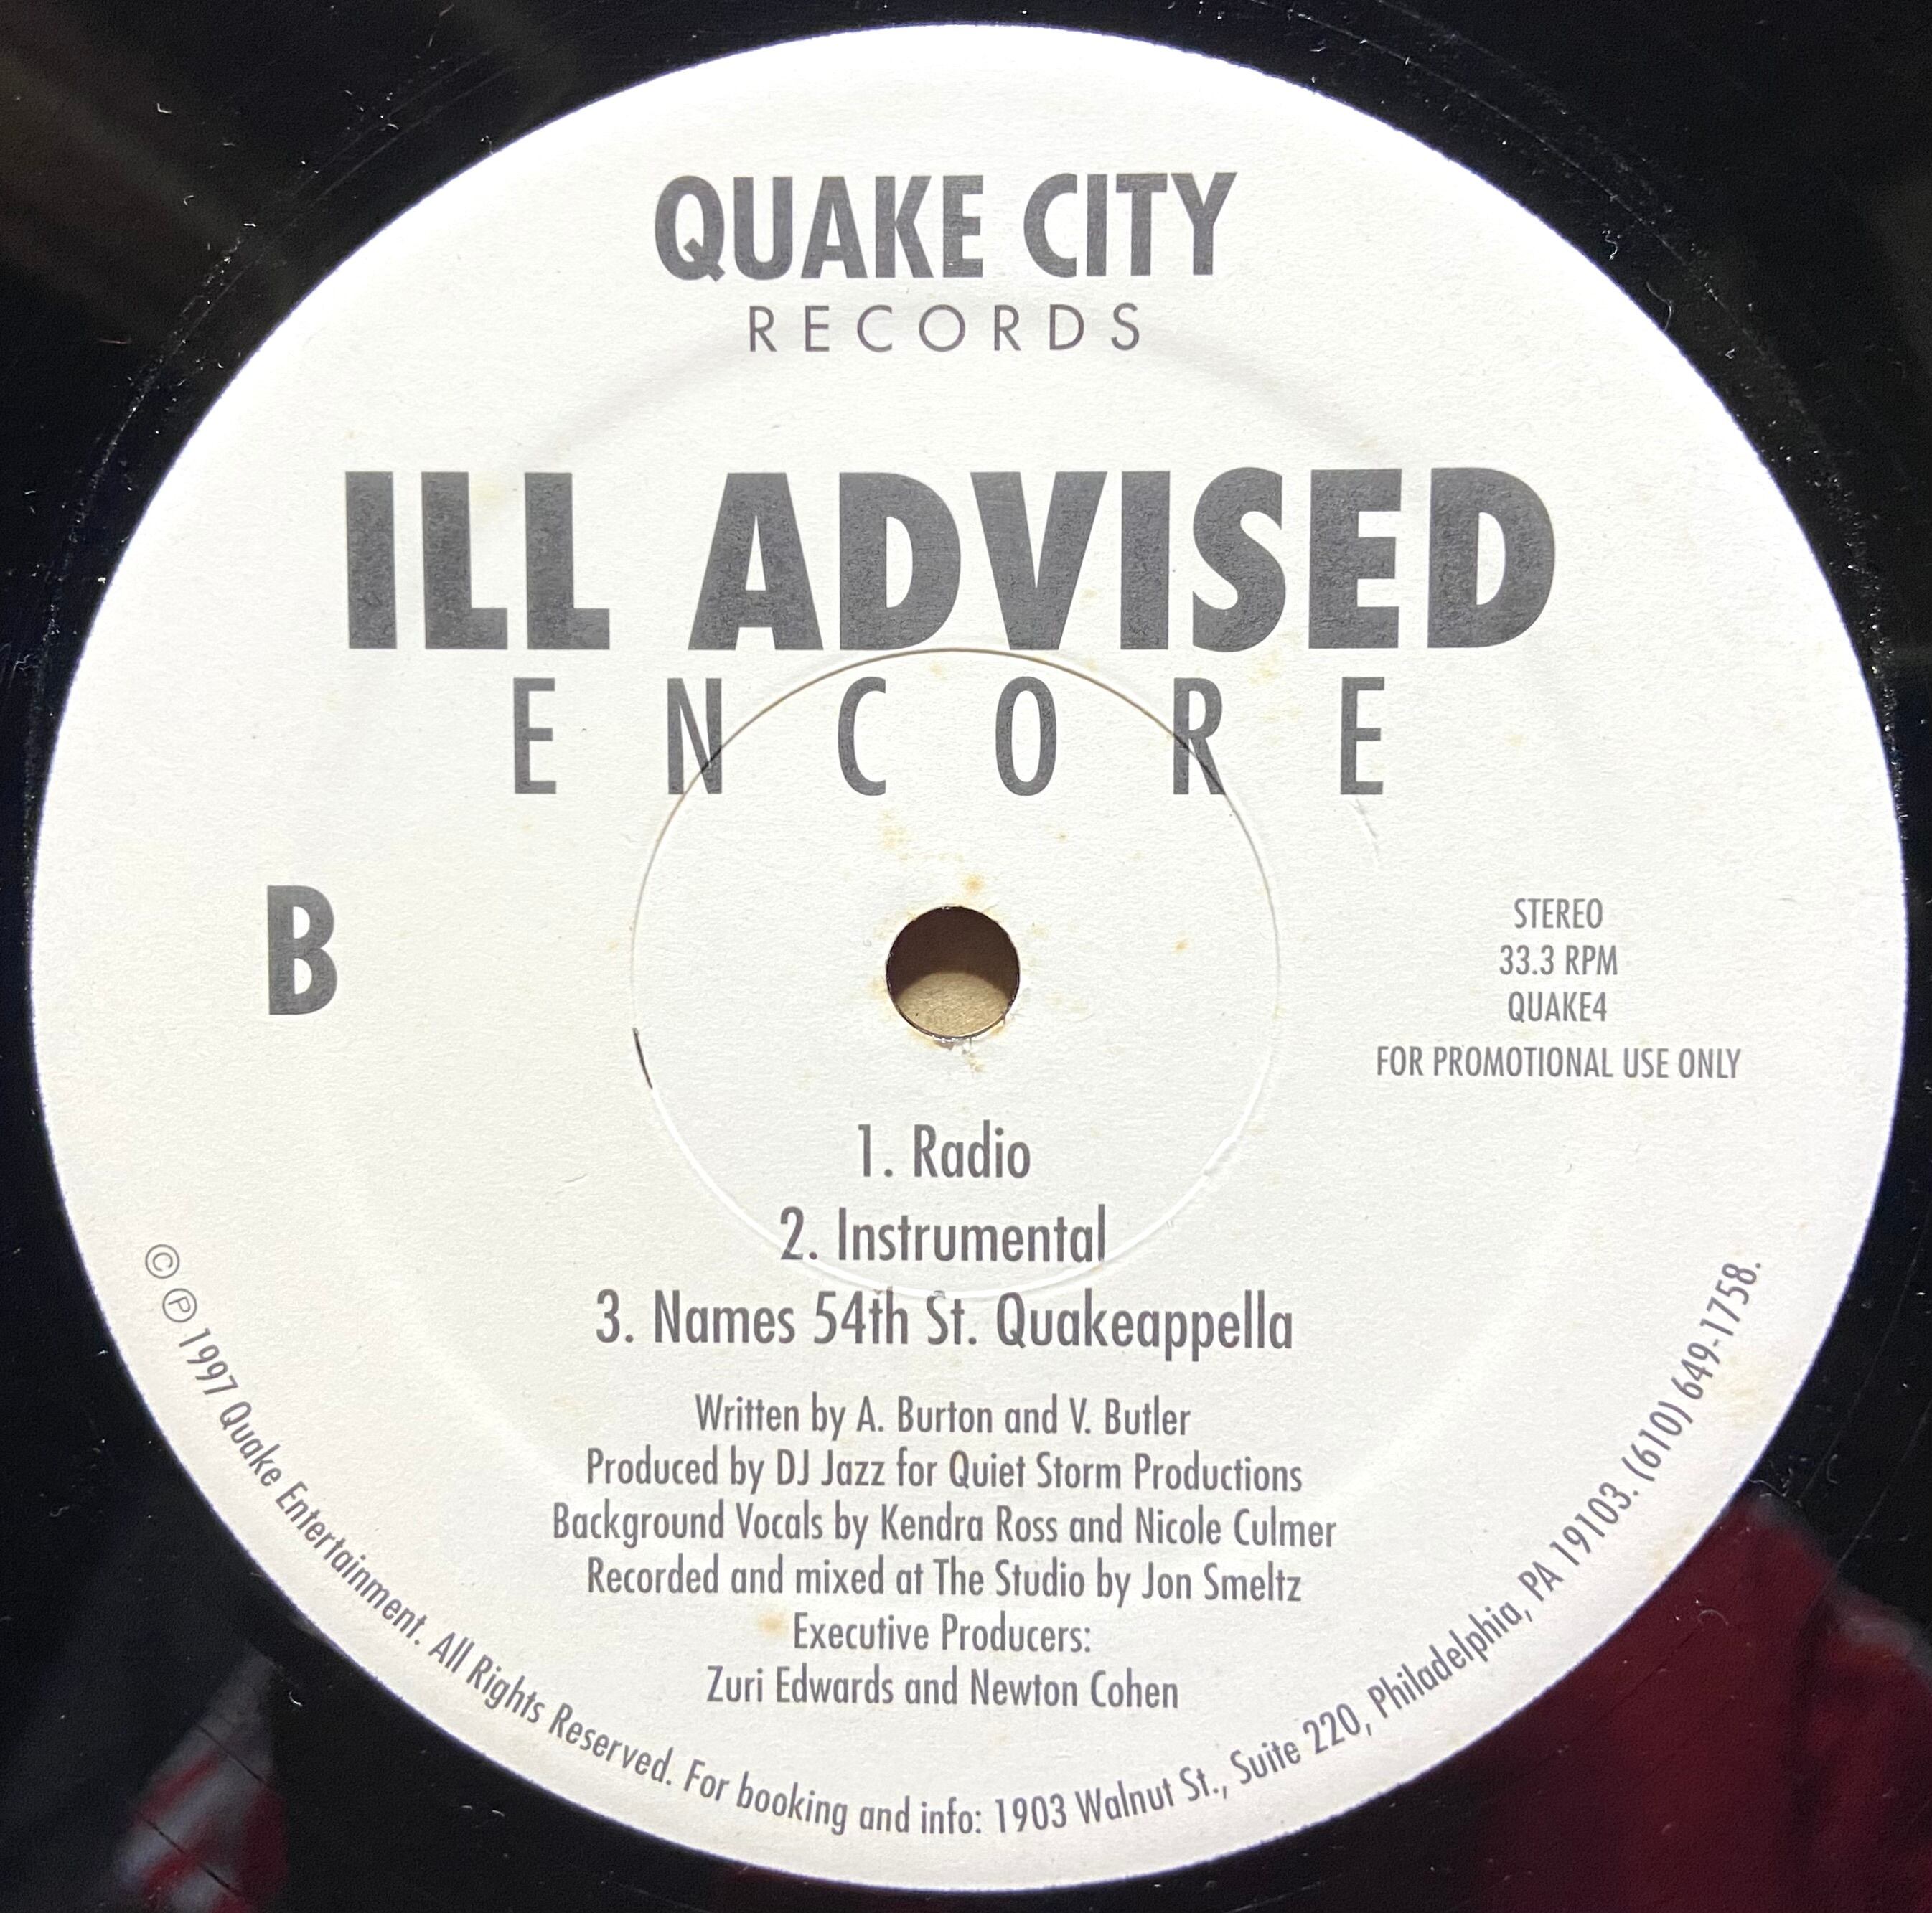 QUAKE CITY
RECORDS
ILL ADVISED
ENCORE
B
STEREO
33.3 RPM
QUAKE4
FOR PROMOTIONAL USE ONLY
1. Radio
2. Instrumental
3. Names 54th St. Quakeappella
Written by A. Burton and V. Butler
Produced by DJ Jazz for Quiet Storm Productions
Background Vocals by Kendra Ross and Nicole Culmer
Recorded and mixed at The Studio by Jon Smeltz
Executive Producers:
Zuri Edwards and Newton Cohen
© ℗ 1997 Quake Entertainment. All Rights Reserved. For booking and info: 1903 Walnut St., Suite 220, Philadelphia, PA 19103. (610) 649-1758.